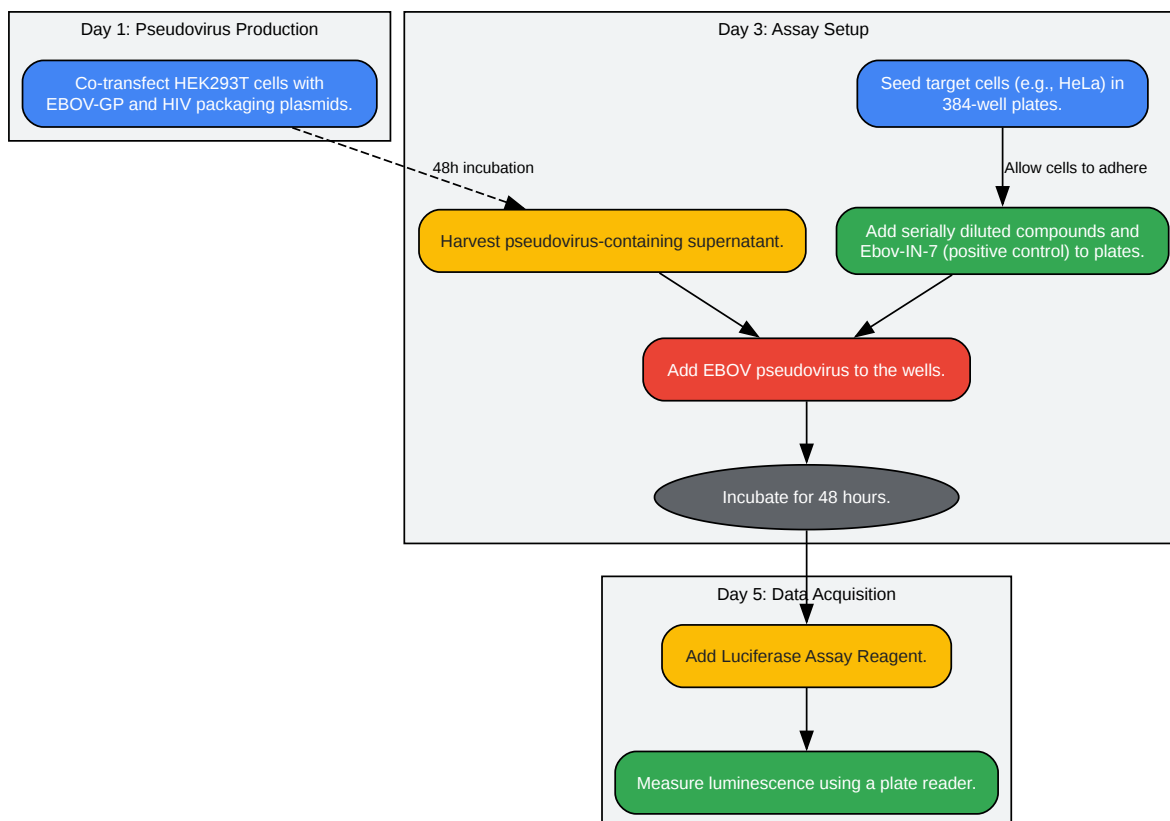 Day 1: Pseudovirus Production
Co-transfect HEK293T cells with
EBOV-GP and HIV packaging plasmids.
Day 3: Assay Setup
Seed target cells (e.g., HeLa) in
384-well plates.
48h incubation
Allow cells to adhere
Harvest pseudovirus-containing supernatant.
Add serially diluted compounds and
Ebov-IN-7 (positive control) to plates.
Add EBOV pseudovirus to the wells.
Incubate for 48 hours.
Day 5: Data Acquisition
Add Luciferase Assay Reagent.
Measure luminescence using a plate reader.